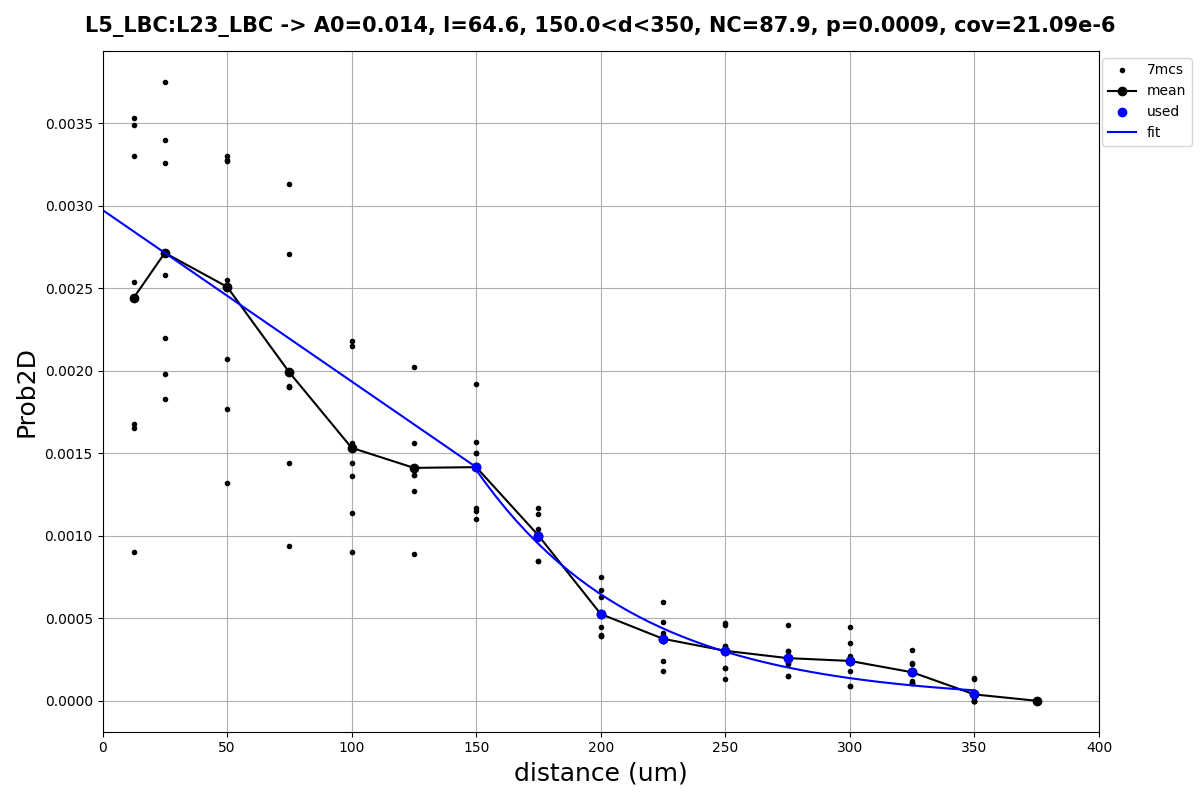 L5_LBC:L23_LBC -> A0=0.014, l=64.6, 150.0<d<350, NC=87.9, p=0.0009, cov=21.09e-6
7mcs
mean
used
fit
0.0035
0.0030
0.0025
0.0020
0.0015
0.0010
0.0005
0.0000
Prob2D
0 50 100 150 200 250 300 350 400
distance (um)